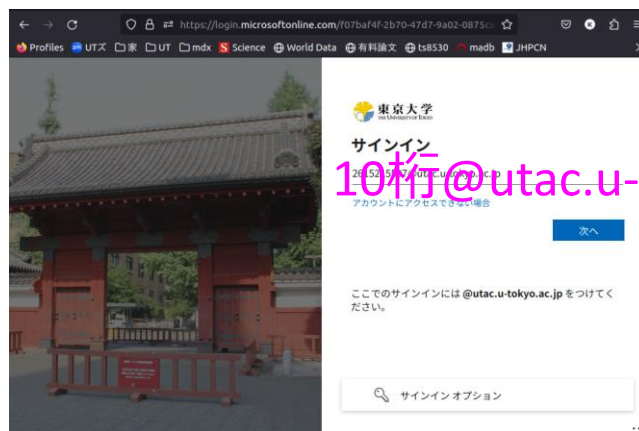 https://login.microsoftonline.com/f07baf4f-2b70-47d7-9a02-0875c
Profiles UTズ 家 UT mdx Science World Data 有料論文 ts8530 madb JHPCN
東京大学
THE UNIVERSITY OF TOKYO
サインイン
10桁@utac.u-
アカウントにアクセスできない場合
次へ
ここでのサインインには @utac.u-tokyo.ac.jp をつけてく
ださい。
サインイン オプション